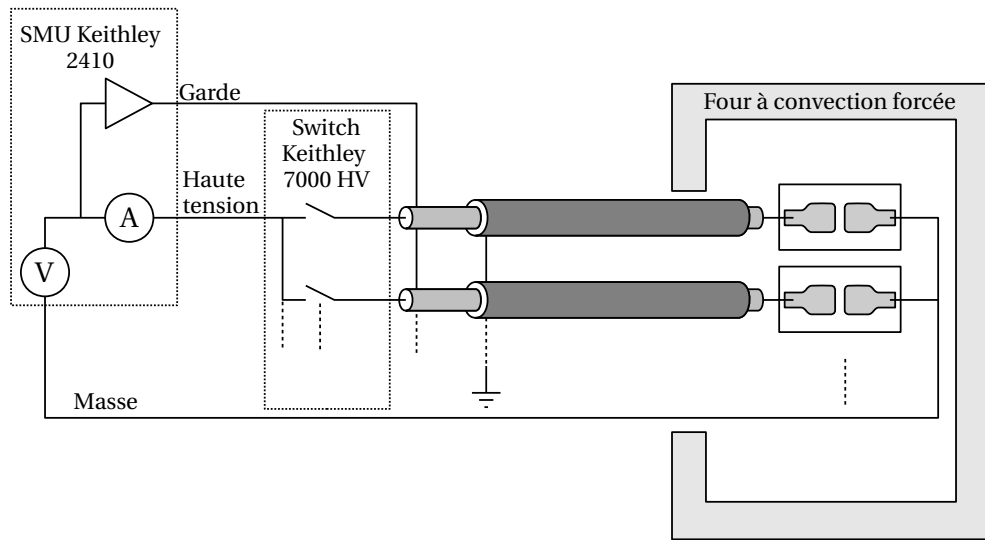 SMU Keithley
2410
Garde
Switch
Keithley
7000 HV
Haute
tension
A
V
Masse
Four à convection forcée